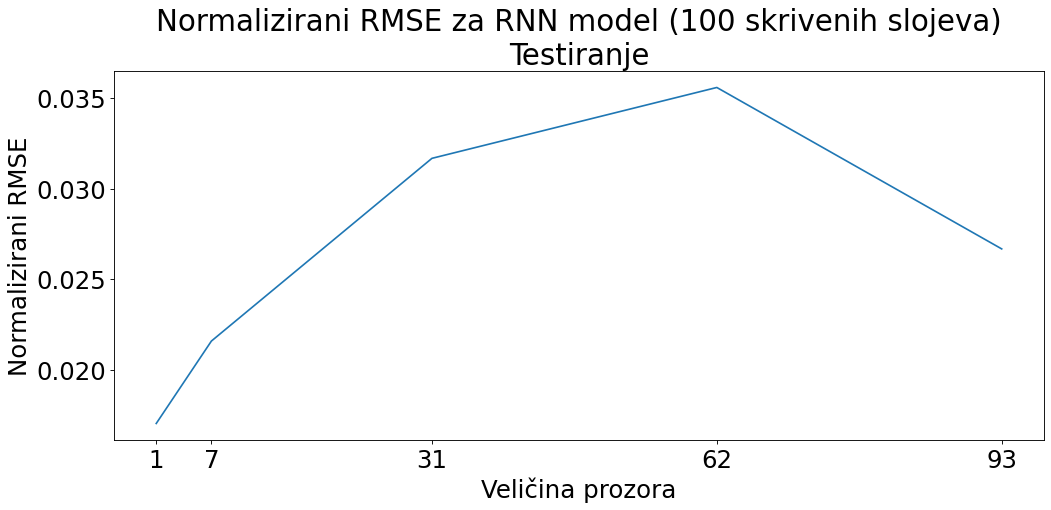 Normalizirani RMSE za RNN model (100 skrivenih slojeva)
Testiranje
Normalizirani RMSE
0.035
0.030
0.025
0.020
1 7 31 62 93
Veličina prozora